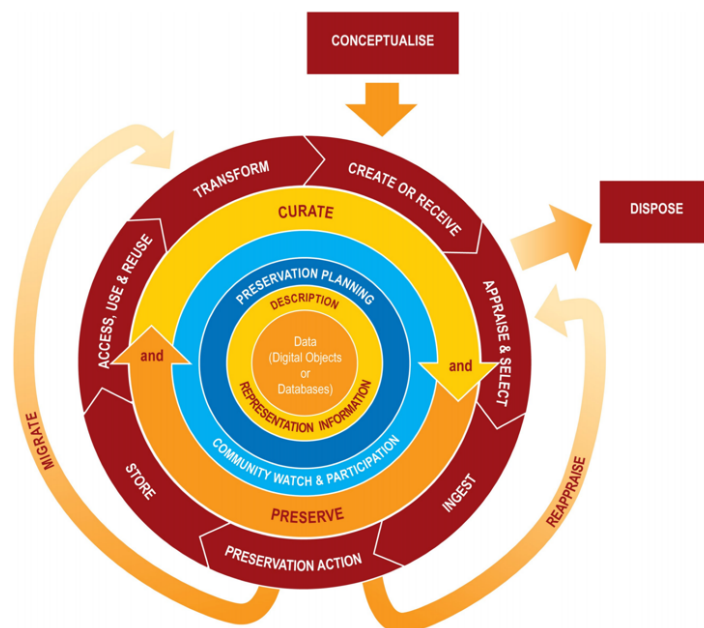 CONCEPTUALISE
DISPOSE
TRANSFORM
CREATE OR RECEIVE
APPRAISE & SELECT
INGEST
PRESERVATION ACTION
STORE
ACCESS, USE & REUSE
CURATE
and
PRESERVE
and
COMMUNITY WATCH & PARTICIPATION
PRESERVATION PLANNING
DESCRIPTION
REPRESENTATION INFORMATION
Data
(Digital Objects
or
Databases)
MIGRATE
REAPPRAISE